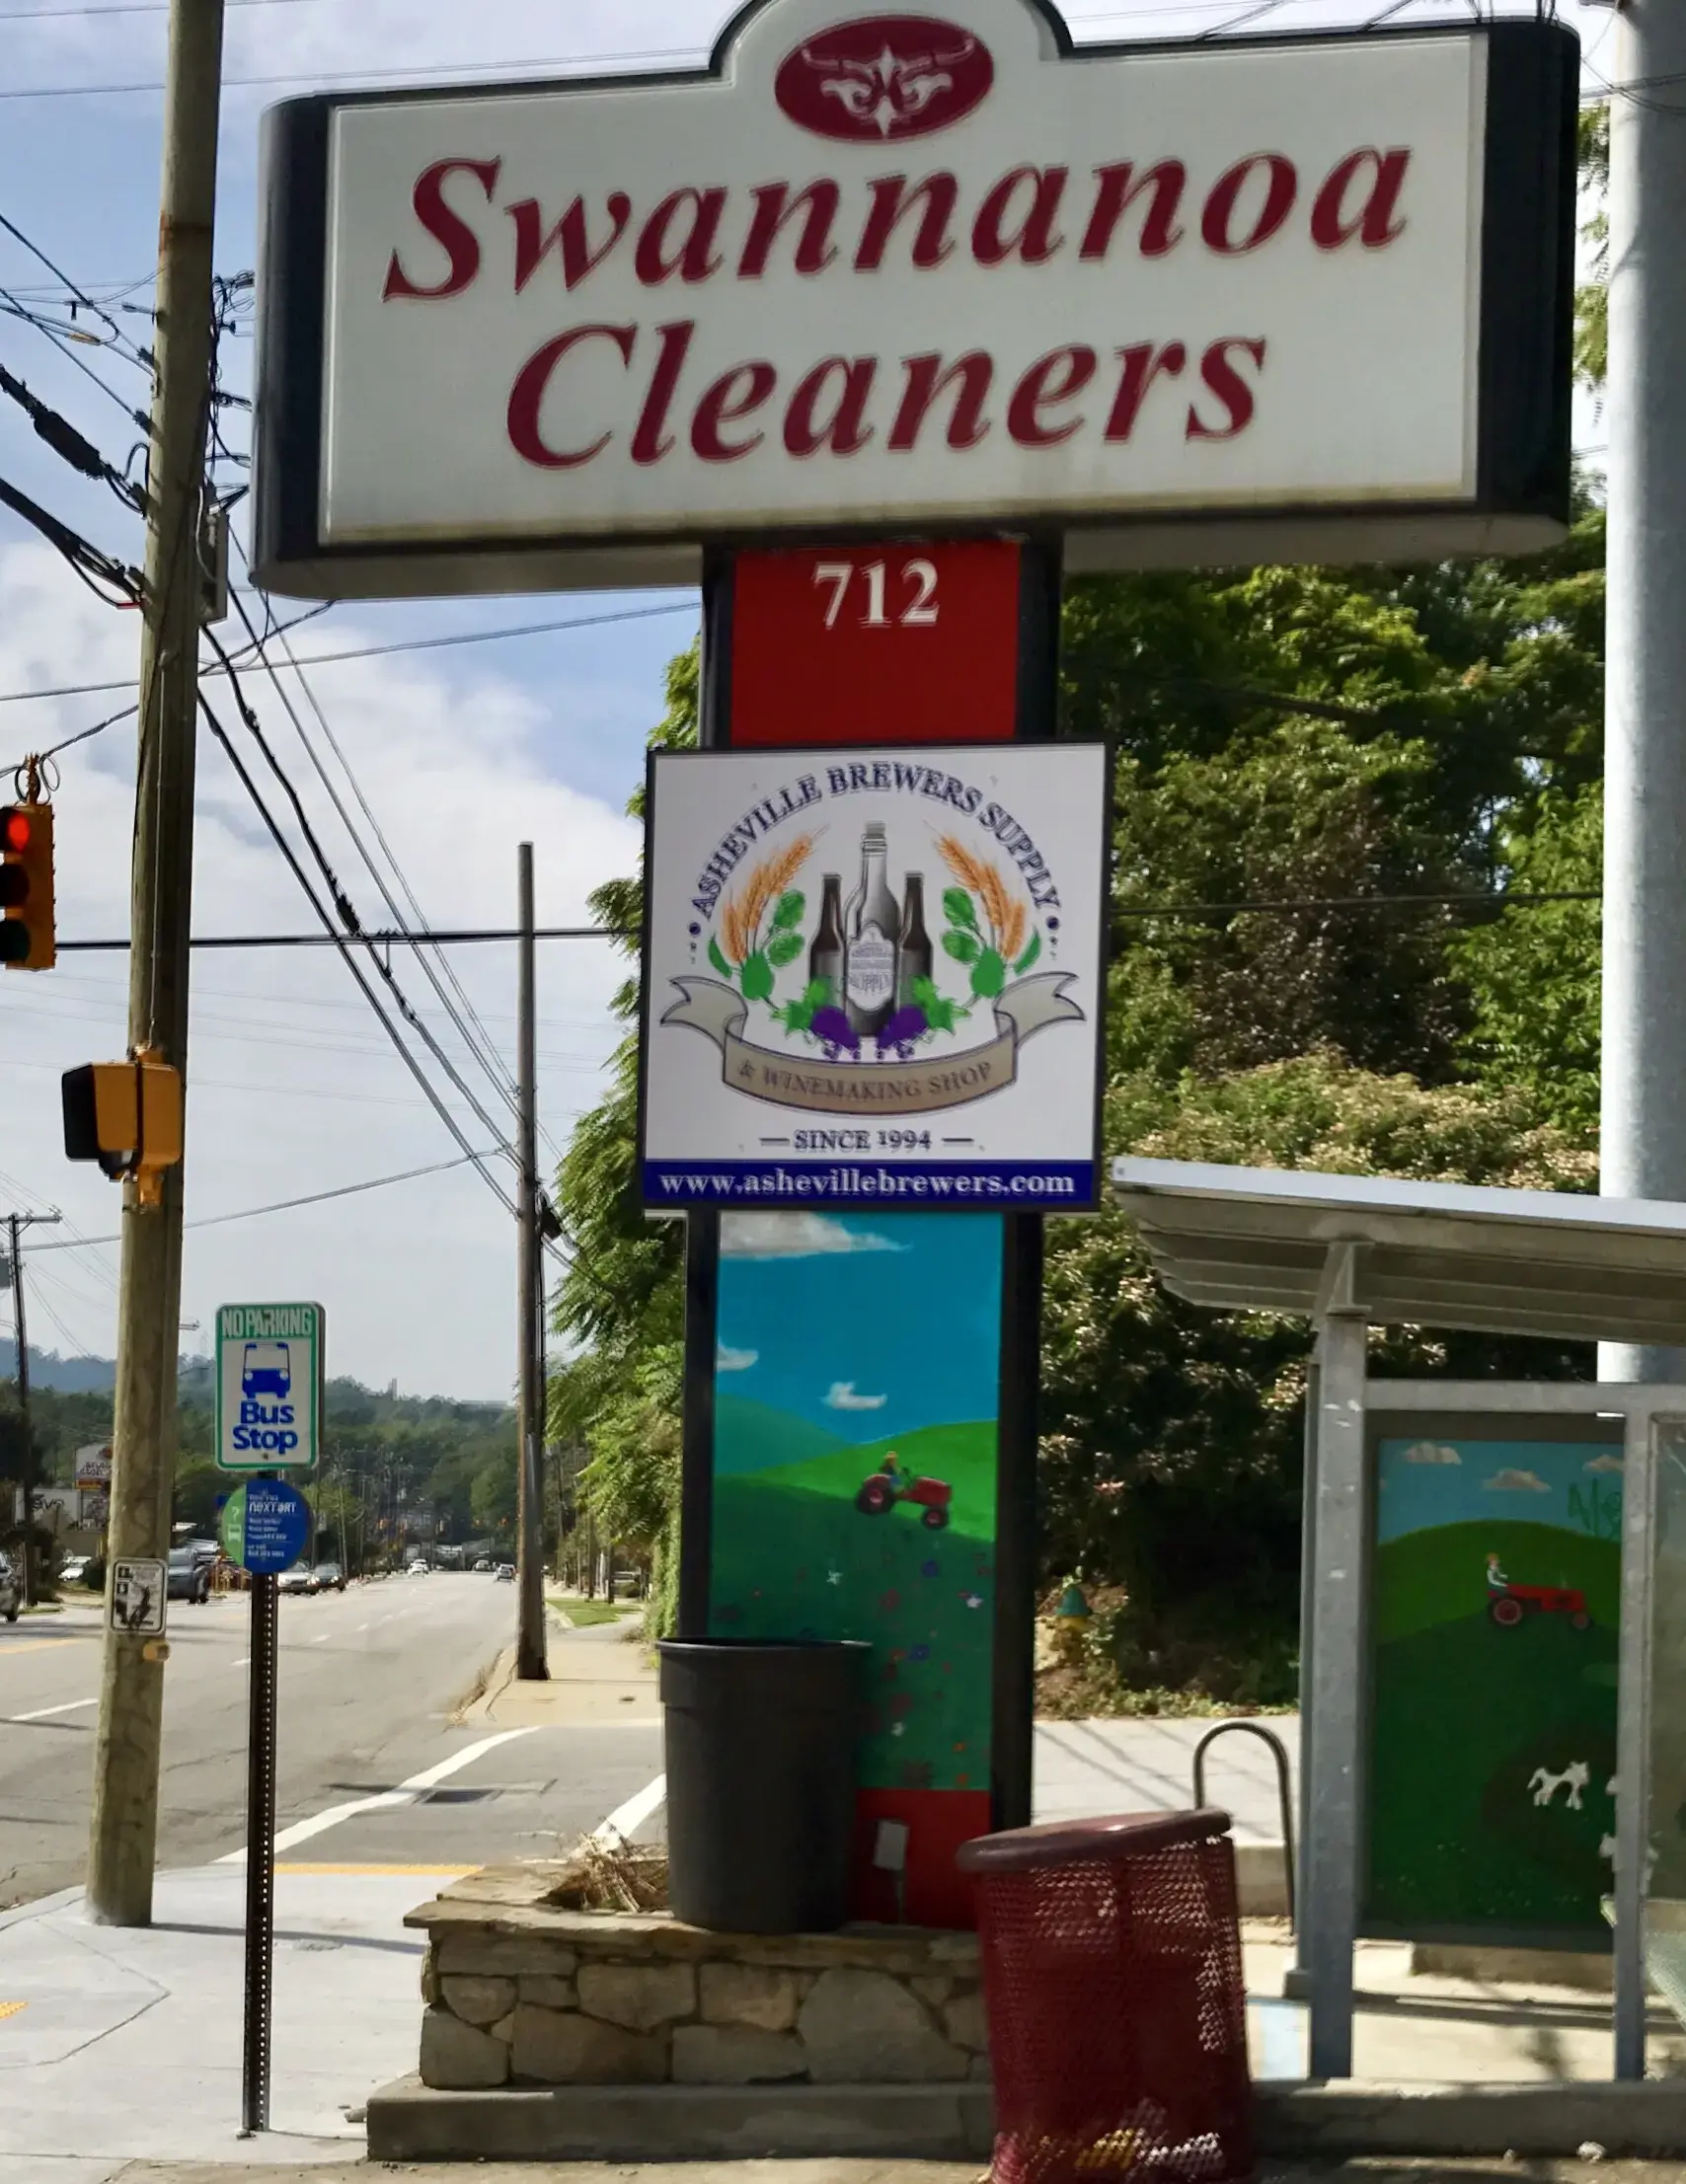 Swannanoa
Cleaners
712
ASHEVILLE BREWERS SUPPLY
& WINEMAKING SHOP
SINCE 1994
www.ashevillebrewers.com
NO PARKING
Bus
Stop